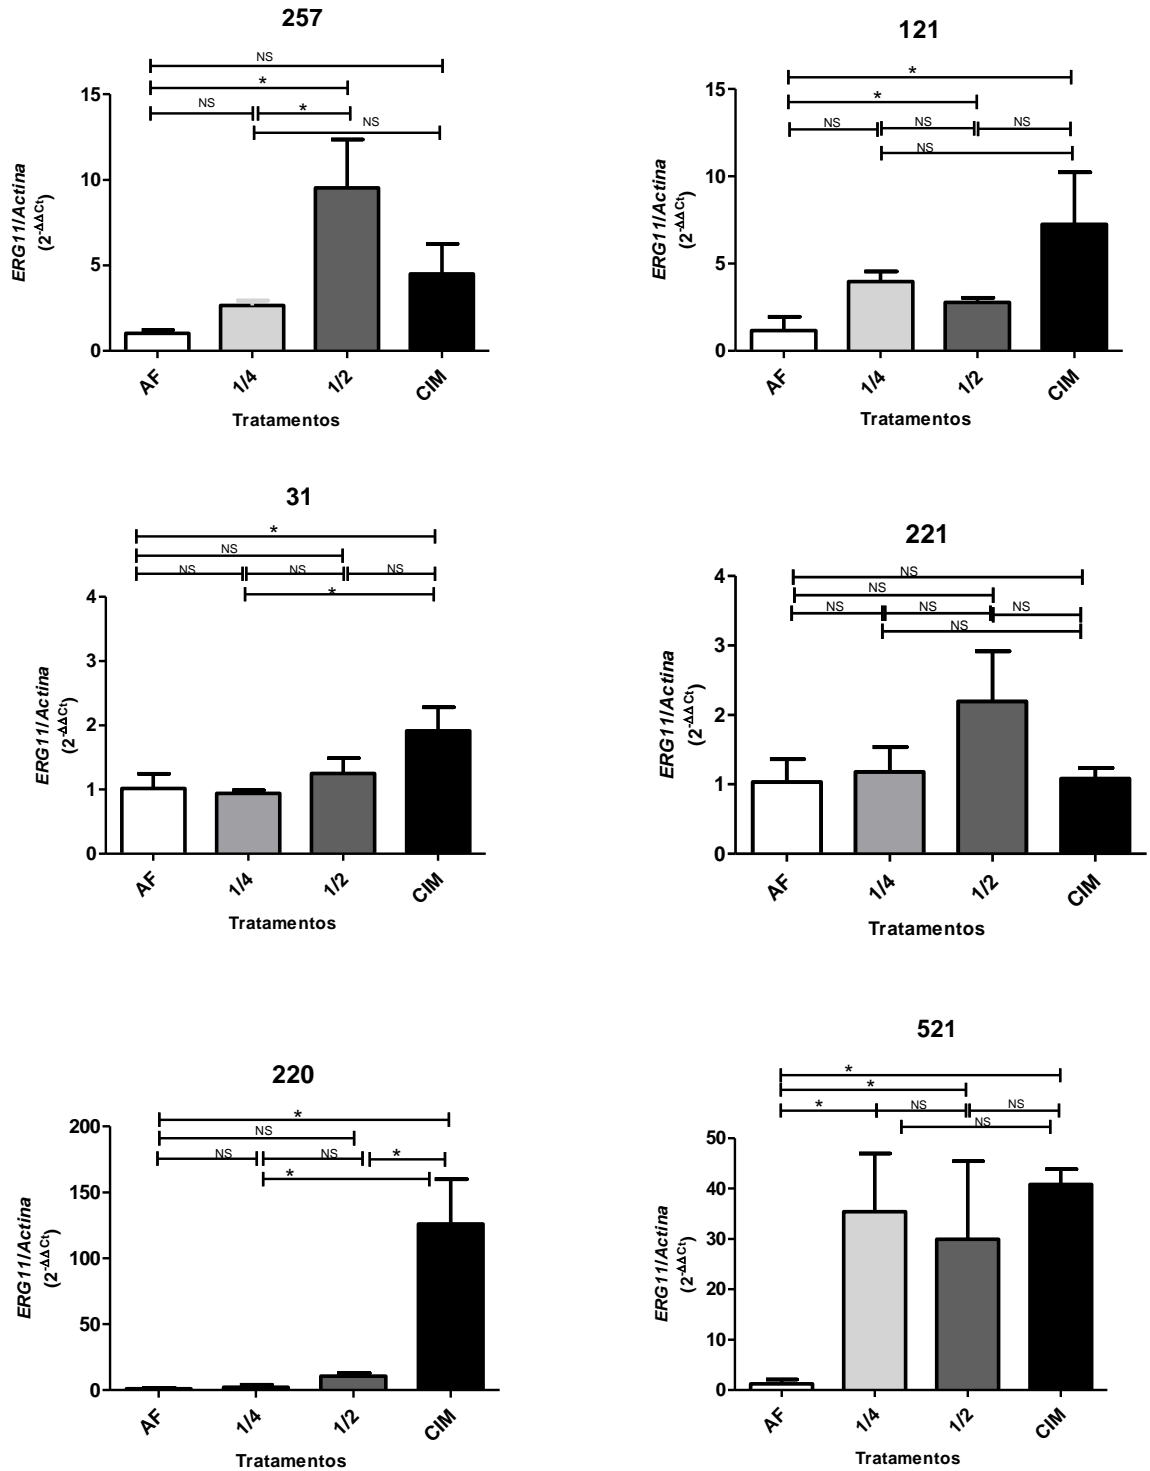 257
NS
*
NS
*
NS
15
10
5
0
ERG11/Actina
(2-ΔΔCt)
AF
1/4
1/2
CIM
Tratamentos
121
*
*
NS
NS
NS
NS
15
10
5
0
ERG11/Actina
(2-ΔΔCt)
AF
1/4
1/2
CIM
Tratamentos
31
*
NS
NS
NS
NS
*
4
3
2
1
0
ERG11/Actina
(2-ΔΔCt)
AF
1/4
1/2
CIM
Tratamentos
221
NS
NS
NS
NS
NS
NS
4
3
2
1
0
ERG11/Actina
(2-ΔΔCt)
AF
1/4
1/2
CIM
Tratamentos
220
*
NS
NS
NS
*
*
200
150
100
50
0
ERG11/Actina
(2-ΔΔCt)
AF
1/4
1/2
CIM
Tratamentos
521
*
*
*
NS
NS
NS
50
40
30
20
10
0
ERG11/Actina
(2-ΔΔCt)
AF
1/4
1/2
CIM
Tratamentos